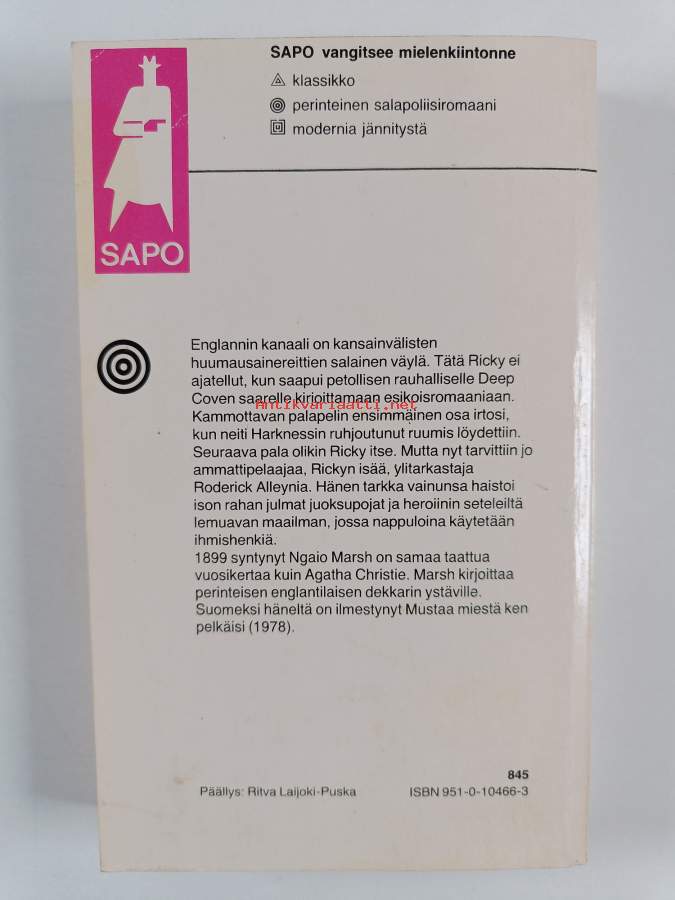 SAPO vangitsee mielenkiintonne
klassikko
perinteinen salapoliisiromaani
modernia jännitystä
SAPO
Englannin kanaali on kansainvälisten
huumausainereittien salainen väylä. Tätä Ricky ei
ajatellut, kun saapui petollisen rauhalliselle Deep
Coven saarelle kirjoittamaan esikoisromaaniaan.
Antikvariaatti.net
Kammottavan palapelin ensimmäinen osa irtosi,
kun neiti Harknessin ruhjoutunut ruumis löydettiin.
Seuraava pala olikin Ricky itse. Mutta nyt tarvittiin jo
ammattipelaajaa, Rickyn isää, ylitarkastaja
Roderick Alleynia. Hänen tarkka vainunsa haistoi
ison rahan julmat juoksupojat ja heroiinin seteleiltä
lemuavan maailman, jossa nappuloina käytetään
ihmishenkiä.
1899 syntynyt Ngaio Marsh on samaa taattua
vuosikertaa kuin Agatha Christie. Marsh kirjoittaa
perinteisen englantilaisen dekkarin ystäville.
Suomeksi häneltä on ilmestynyt Mustaa miestä ken
pelkäisi (1978).
845
Päällys: Ritva Laijoki-Puska ISBN 951-0-10466-3